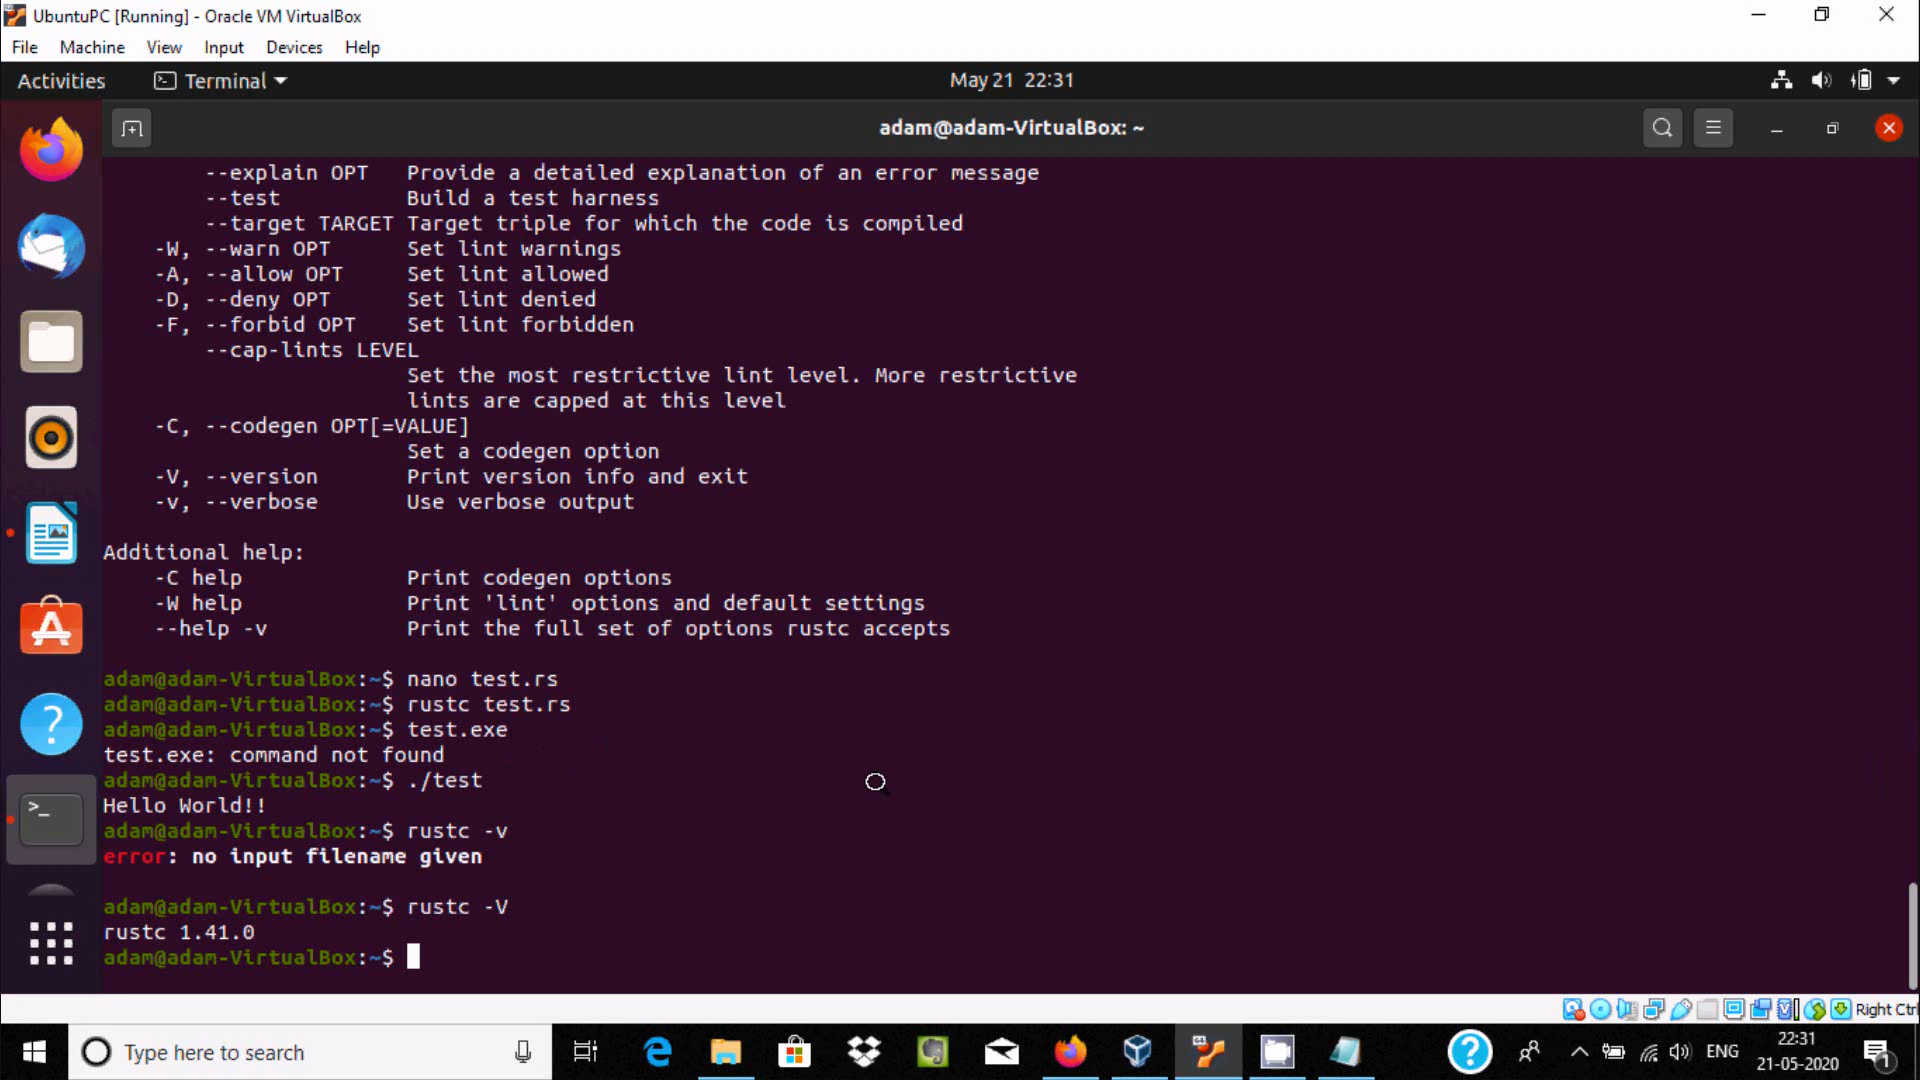 UbuntuPC [Running] - Oracle VM VirtualBox
File Machine View Input Devices Help
Activities Terminal May 21 22:31
adam@adam-VirtualBox: ~
--explain OPT Provide a detailed explanation of an error message
--test Build a test harness
--target TARGET Target triple for which the code is compiled
-W, --warn OPT Set lint warnings
-A, --allow OPT Set lint allowed
-D, --deny OPT Set lint denied
-F, --forbid OPT Set lint forbidden
--cap-lints LEVEL
Set the most restrictive lint level. More restrictive
lints are capped at this level
-C, --codegen OPT[=VALUE]
Set a codegen option
-V, --version Print version info and exit
-v, --verbose Use verbose output
Additional help:
-C help Print codegen options
-W help Print 'lint' options and default settings
--help -v Print the full set of options rustc accepts
adam@adam-VirtualBox:~$ nano test.rs
adam@adam-VirtualBox:~$ rustc test.rs
adam@adam-VirtualBox:~$ test.exe
test.exe: command not found
adam@adam-VirtualBox:~$ ./test
Hello World!!
adam@adam-VirtualBox:~$ rustc -v
error: no input filename given
adam@adam-VirtualBox:~$ rustc -V
rustc 1.41.0
adam@adam-VirtualBox:~$
Right Ctrl
Type here to search
ENG
22:31
21-05-2020
1